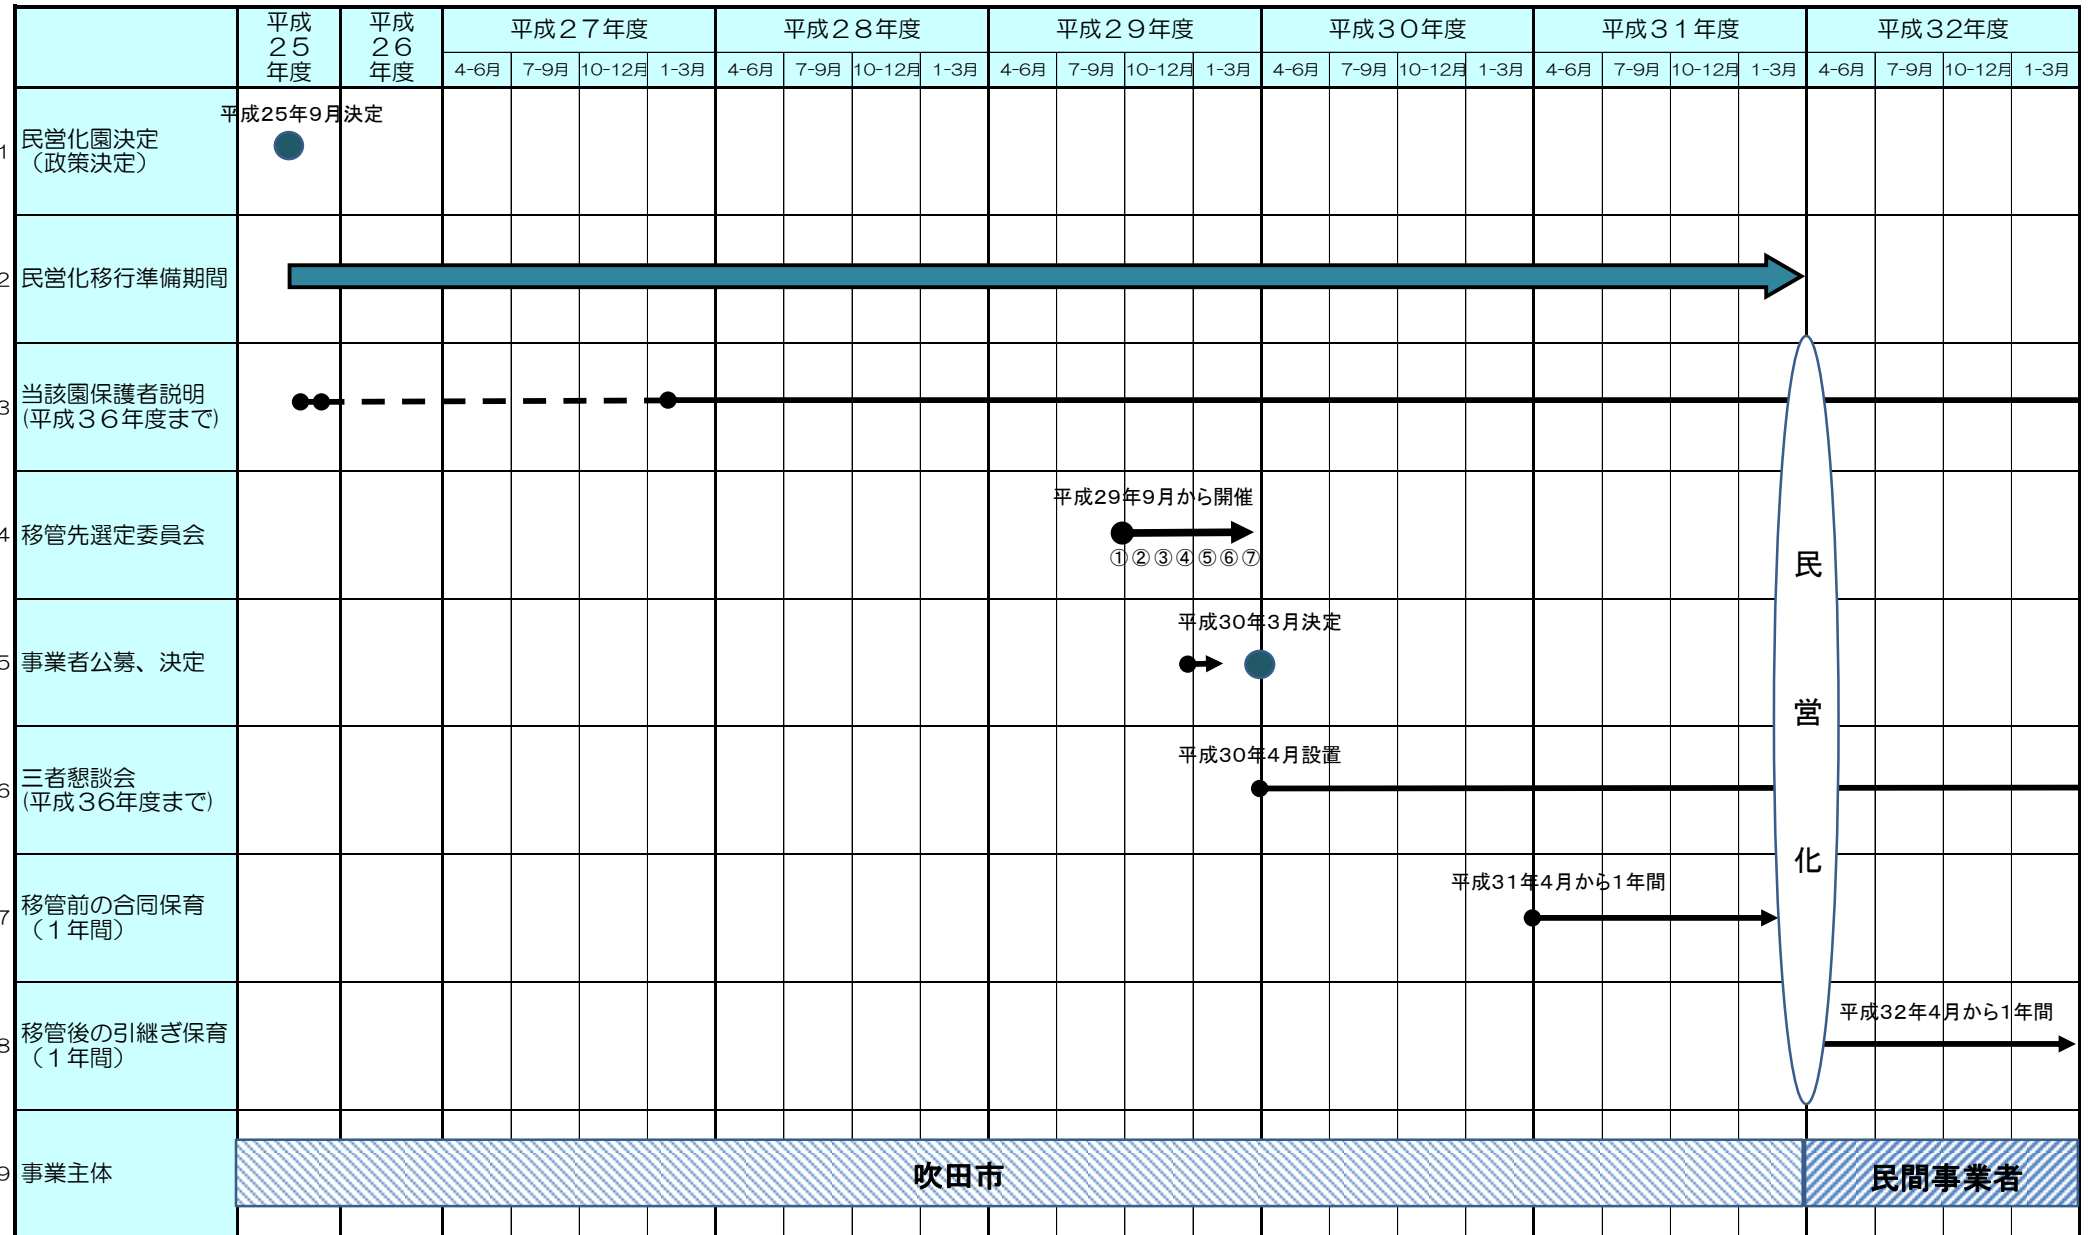 平成
２５
年度
平成
２６
年度
平成２７年度
平成２８年度
平成２９年度
平成３０年度
平成３１年度
平成３２年度
4-6月 7-9月 10-12月 1-3月 4-6月 7-9月 10-12月 1-3月 4-6月 7-9月 10-12月 1-3月 4-6月 7-9月 10-12月 1-3月 4-6月 7-9月 10-12月 1-3月 4-6月 7-9月 10-12月 1-3月
1
民営化園決定
（政策決定）
平成25年9月決定
2
民営化移行準備期間
3
当該園保護者説明
(平成３６年度まで)
4
移管先選定委員会
平成29年9月から開催
①②③④⑤⑥⑦
5
事業者公募、決定
平成30年3月決定
6
三者懇談会
(平成３６年度まで)
平成30年4月設置
7
移管前の合同保育
（１年間）
平成31年4月から1年間
8
移管後の引継ぎ保育
（１年間）
平成32年4月から1年間
民
営
化
9
事業主体
吹田市
民間事業者